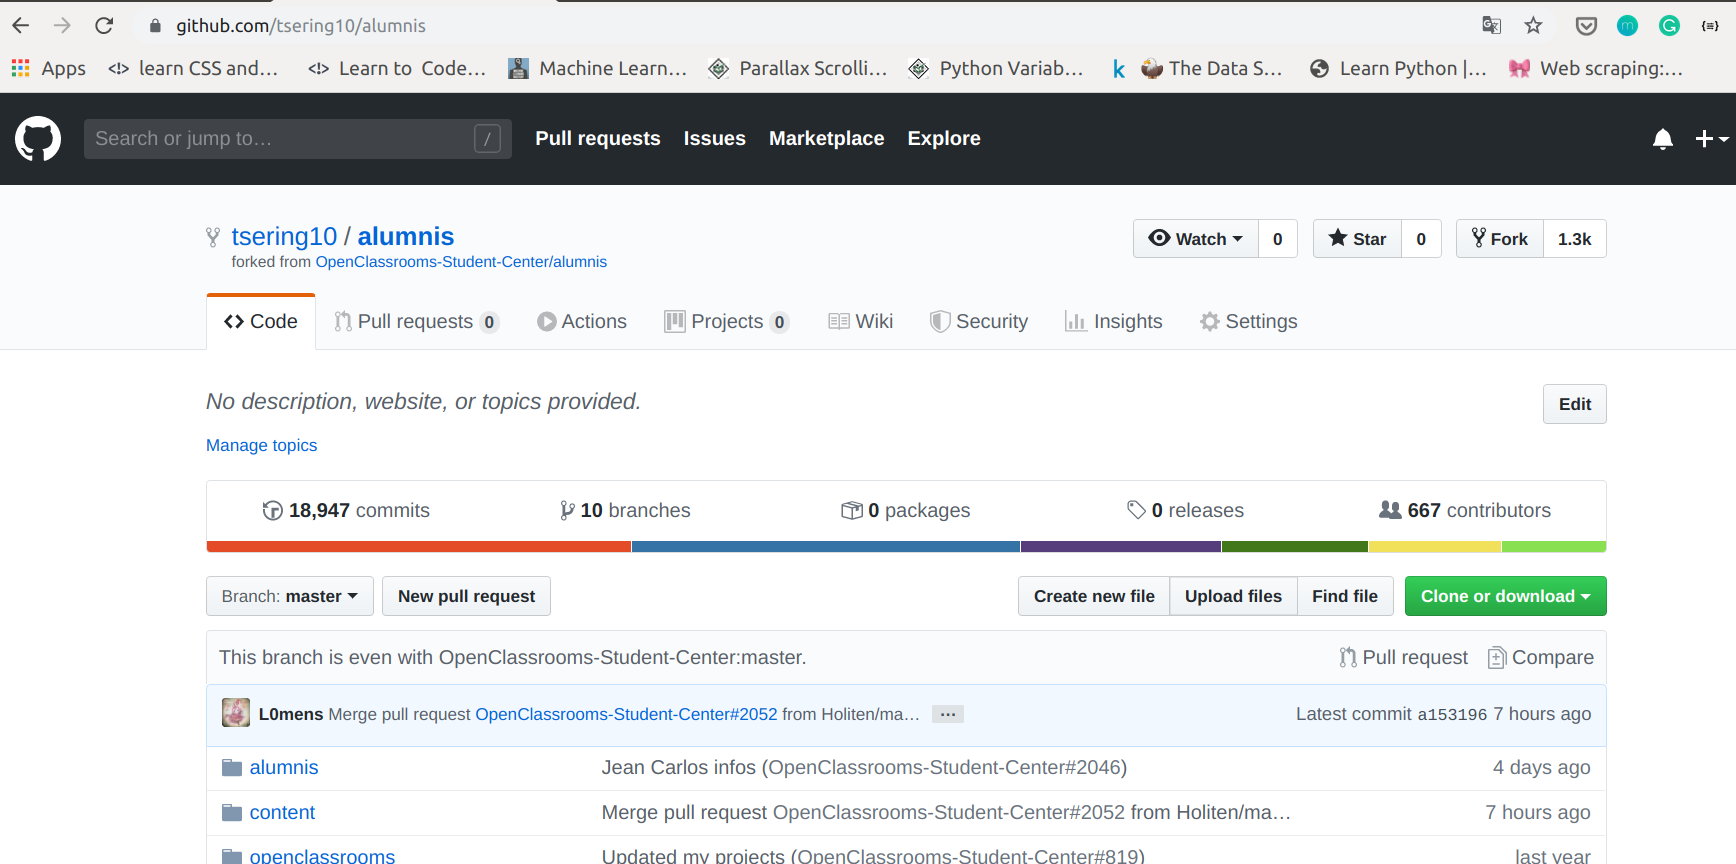 github.com/tsering10/alumnis
Apps learn CSS and... Learn to Code... Machine Learn... Parallax Scrolli... Python Variab... k The Data S... Learn Python |... Web scraping:...
Search or jump to... / Pull requests Issues Marketplace Explore
tsering10 / alumnis Watch 0 Star 0 Fork 1.3k
forked from OpenClassrooms-Student-Center/alumnis
Code Pull requests 0 Actions Projects 0 Wiki Security Insights Settings
No description, website, or topics provided. Edit
Manage topics
18,947 commits 10 branches 0 packages 0 releases 667 contributors
Branch: master New pull request Create new file Upload files Find file Clone or download
This branch is even with OpenClassrooms-Student-Center:master. Pull request Compare
L0mens Merge pull request OpenClassrooms-Student-Center#2052 from Holiten/ma... ... Latest commit a153196 7 hours ago
alumnis Jean Carlos infos (OpenClassrooms-Student-Center#2046) 4 days ago
content Merge pull request OpenClassrooms-Student-Center#2052 from Holiten/ma... 7 hours ago
openclassrooms Updated my projects (OpenClassrooms-Student-Center#819) last year